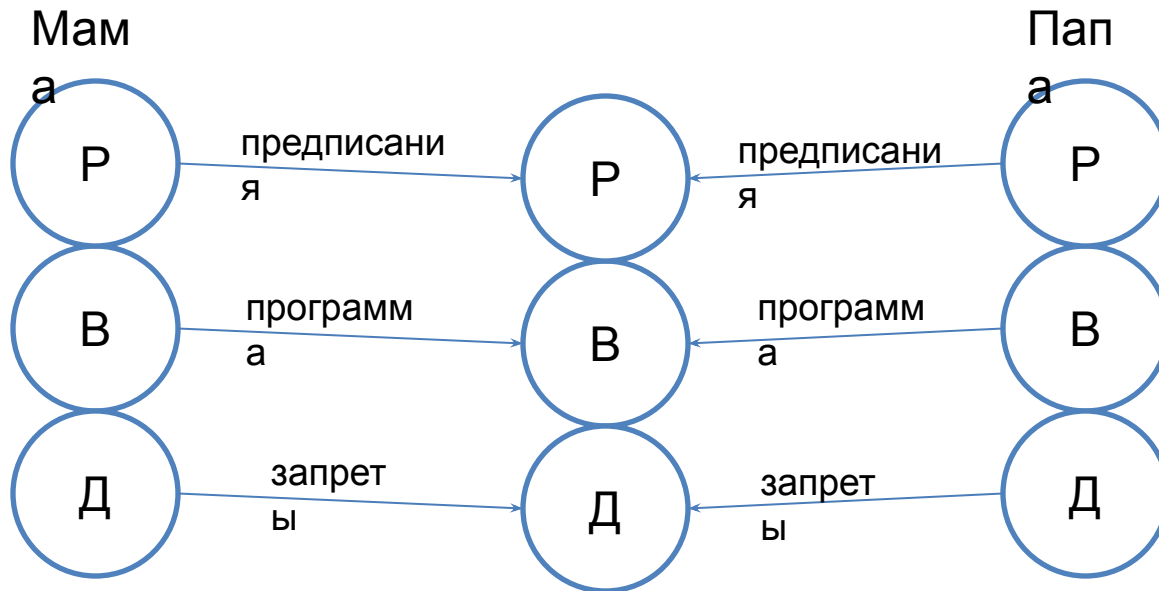 Мам
а
Пап
а
Р
предписани
я
Р
предписани
я
Р
В
программ
а
В
программ
а
В
Д
запрет
ы
Д
запрет
ы
Д